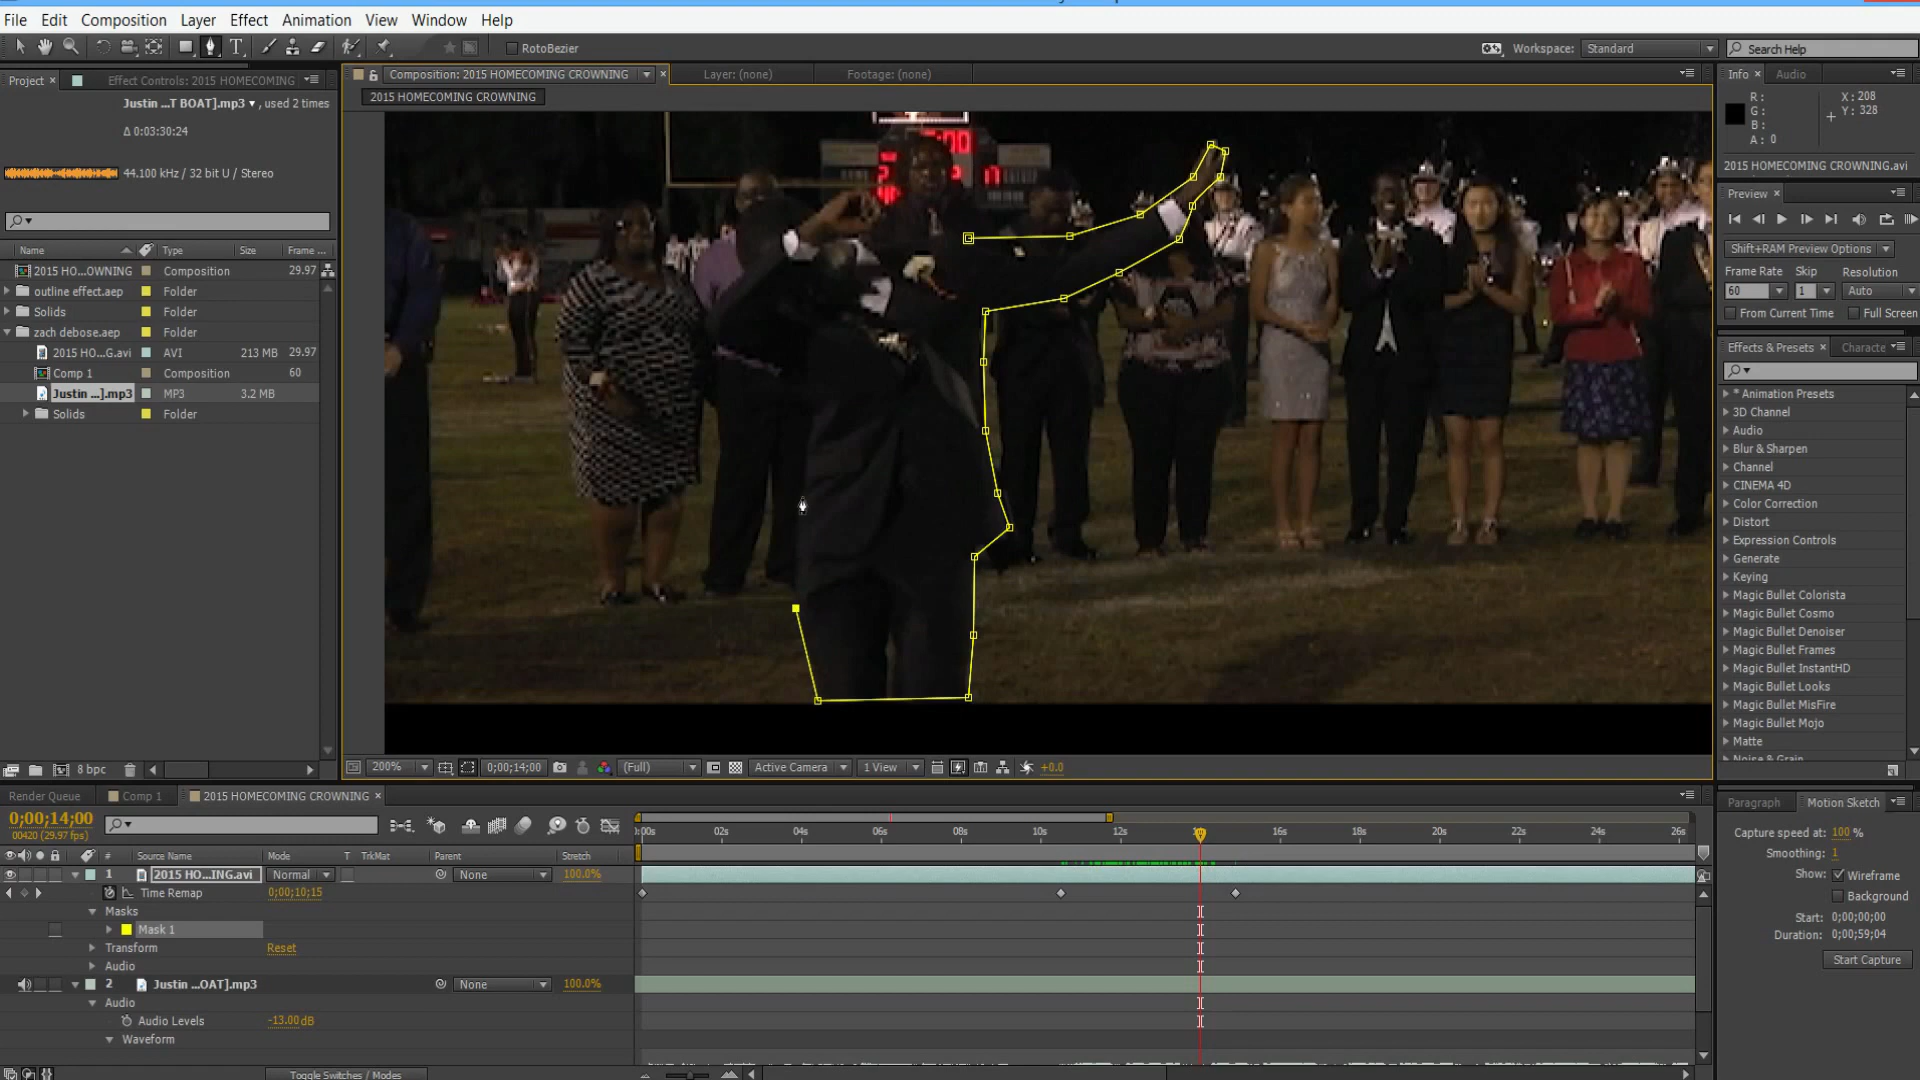 File Edit Composition Layer Effect Animation View Window Help
RotoBezier
Workspace: Standard
Search Help
Project × Effect Controls: 2015 HOMECOMING
Justin ...T BOAT].mp3 ▾, used 2 times
Δ 0:03:30:24
44.100 kHz / 32 bit U / Stereo
Name Type Size Frame ...
2015 HO...OWNING Composition 29.97
outline effect.aep Folder
Solids Folder
zach debose.aep Folder
2015 HO...G.avi AVI 213 MB 29.97
Comp 1 Composition 60
Justin ...].mp3 MP3 3.2 MB
Solids Folder
8 bpc
Composition: 2015 HOMECOMING CROWNING × Layer: (none) Footage: (none)
2015 HOMECOMING CROWNING
200% 0;00;14;00 (Full) Active Camera 1 View +0.0
Info × Audio
R: X: 208
G: Y: 328
B:
A: 0
2015 HOMECOMING CROWNING.avi
Preview ×
Shift+RAM Preview Options
Frame Rate Skip Resolution
60 1 Auto
From Current Time Full Screen
Effects & Presets × Characte
* Animation Presets
3D Channel
Audio
Blur & Sharpen
Channel
CINEMA 4D
Color Correction
Distort
Expression Controls
Generate
Keying
Magic Bullet Colorista
Magic Bullet Cosmo
Magic Bullet Denoiser
Magic Bullet Frames
Magic Bullet InstantHD
Magic Bullet Looks
Magic Bullet MisFire
Magic Bullet Mojo
Matte
Noise & Grain
Render Queue Comp 1 2015 HOMECOMING CROWNING ×
0;00;14;00
00420 (29.97 fps)
# Source Name Mode T TrkMat Parent Stretch
1 2015 HO...ING.avi Normal None 100.0%
Time Remap 0;00;10;15
Masks
Mask 1
Transform Reset
Audio
2 Justin ...OAT].mp3 None 100.0%
Audio
Audio Levels -13.00 dB
Waveform
Toggle Switches / Modes
):00s 02s 04s 06s 08s 10s 12s 16s 18s 20s 22s 24s 26s
Paragraph Motion Sketch ×
Capture speed at: 100 %
Smoothing: 1
Show: Wireframe
Background
Start: 0;00;00;00
Duration: 0;00;59;04
Start Capture